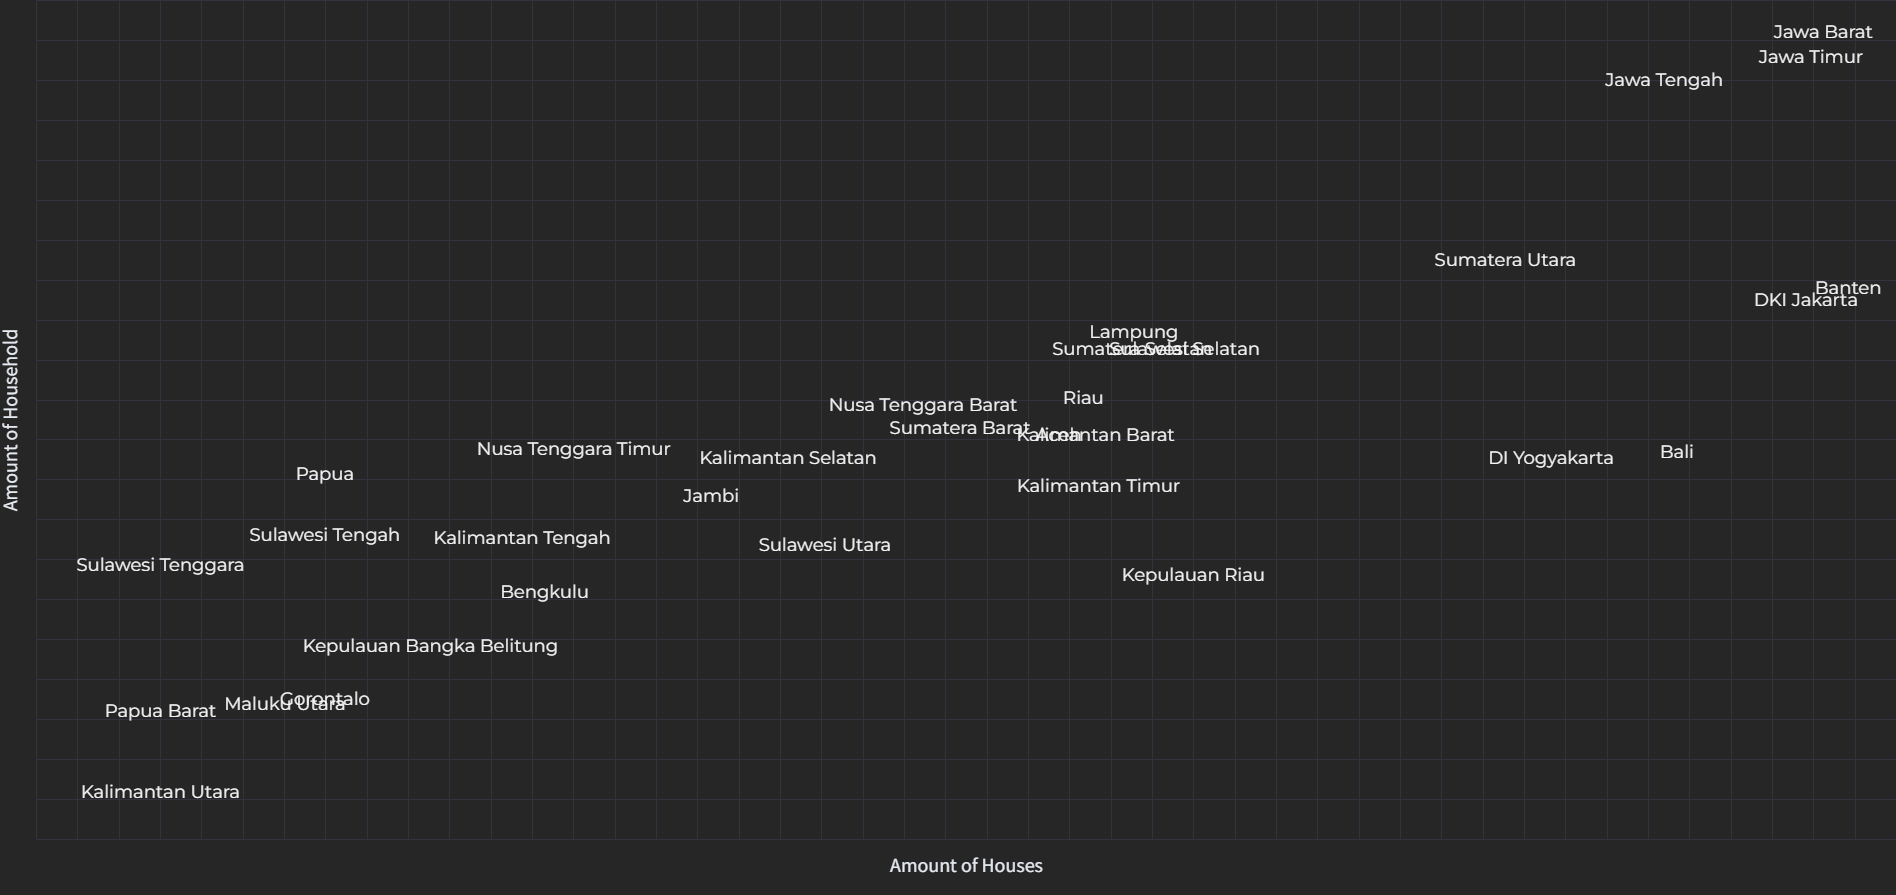 Jawa Barat
Jawa Timur
Jawa Tengah
Sumatera Utara
Banten
DKI Jakarta
Lampung
Sumatera Selatan
Sulawesi Selatan
Riau
Nusa Tenggara Barat
Sumatera Barat
Aceh
Kalimantan Barat
Nusa Tenggara Timur
Bali
Kalimantan Selatan
DI Yogyakarta
Papua
Kalimantan Timur
Jambi
Sulawesi Tengah
Kalimantan Tengah
Sulawesi Utara
Sulawesi Tenggara
Kepulauan Riau
Bengkulu
Kepulauan Bangka Belitung
Gorontalo
Maluku Utara
Papua Barat
Kalimantan Utara
Amount of Household
Amount of Houses